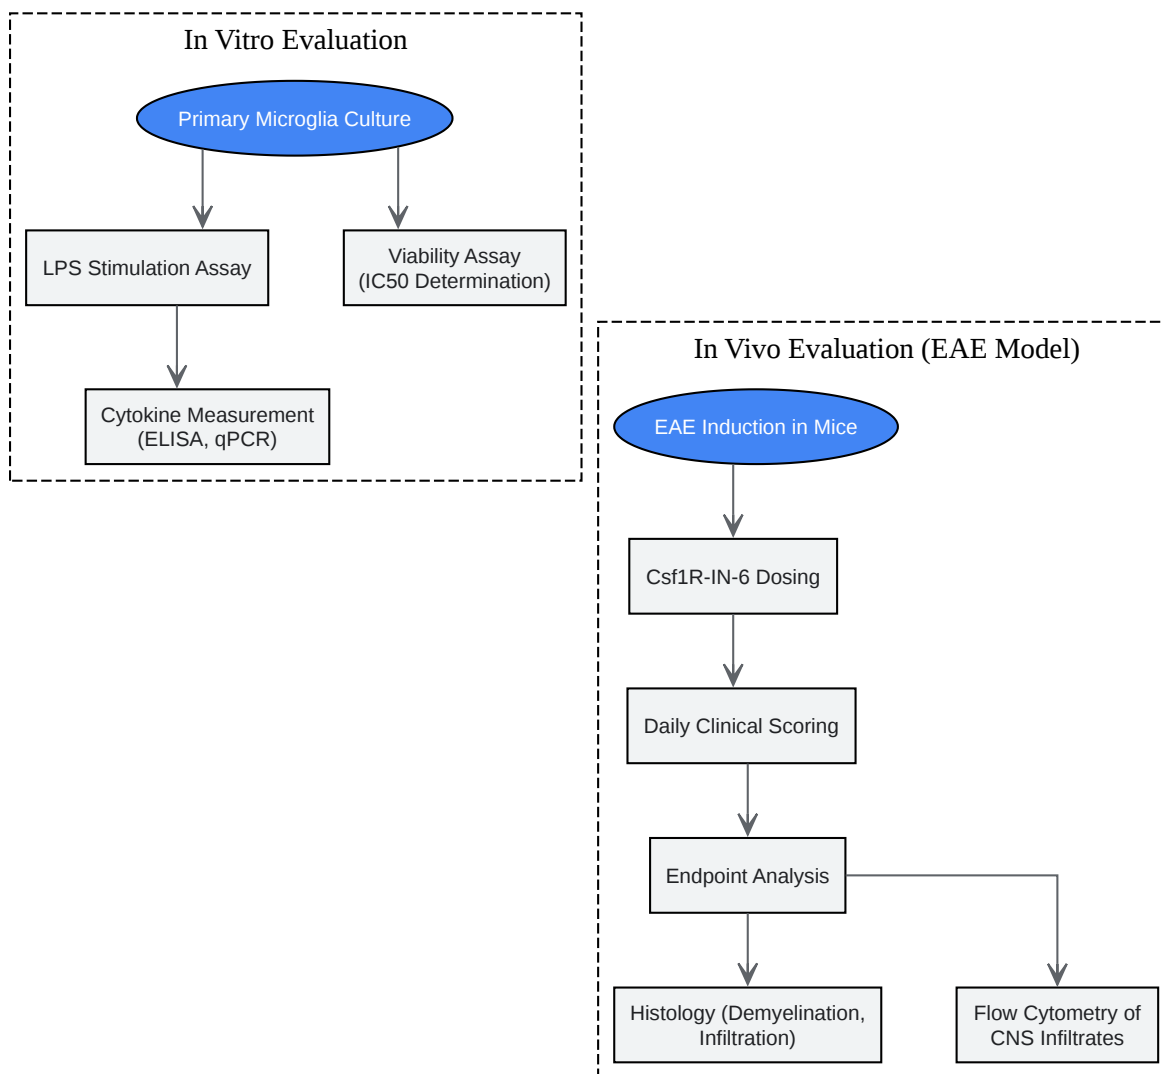 In Vitro Evaluation
Primary Microglia Culture
LPS Stimulation Assay
Viability Assay
(IC50 Determination)
Cytokine Measurement
(ELISA, qPCR)
In Vivo Evaluation (EAE Model)
EAE Induction in Mice
Csf1R-IN-6 Dosing
Daily Clinical Scoring
Endpoint Analysis
Histology (Demyelination,
Infiltration)
Flow Cytometry of
CNS Infiltrates